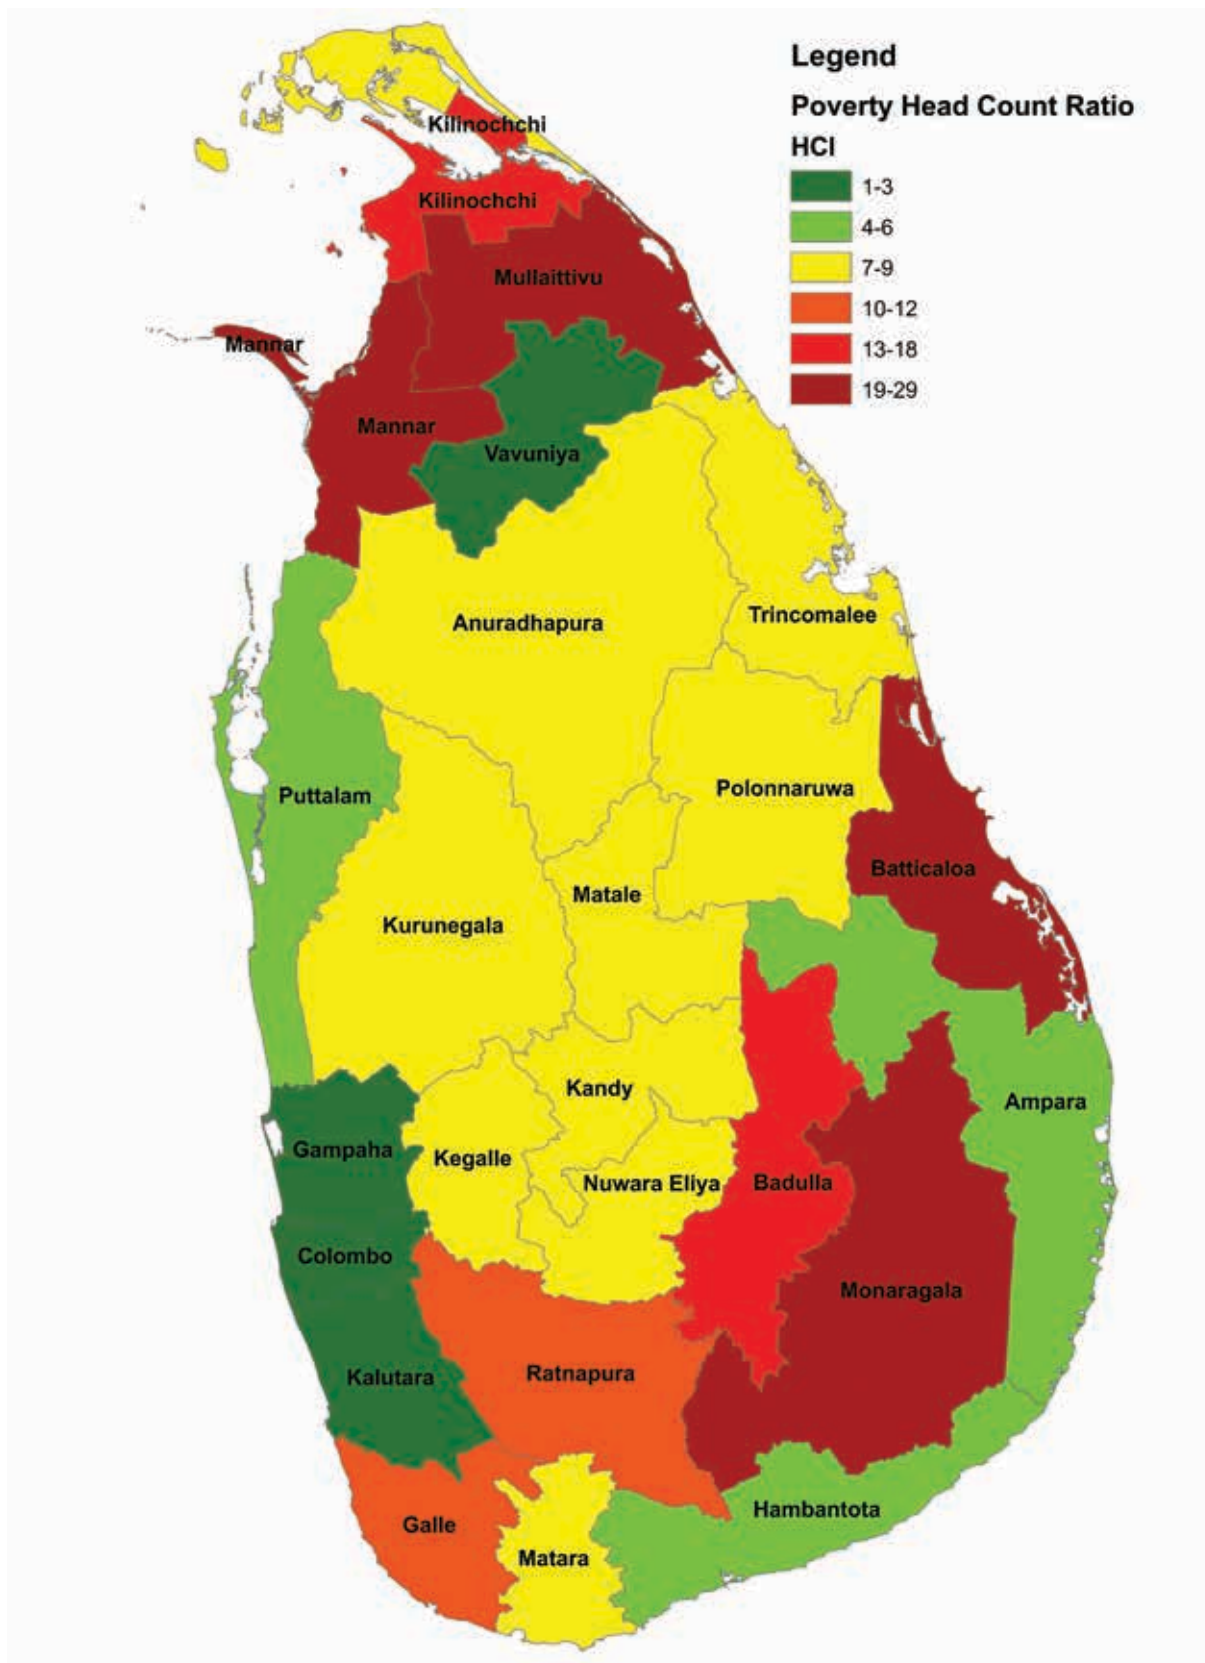 Legend
Poverty Head Count Ratio
HCI
1-3
4-6
7-9
10-12
13-18
19-29
Kilinochchi
Kilinochchi
Mullaittivu
Mannar
Mannar
Vavuniya
Anuradhapura
Trincomalee
Puttalam
Polonnaruwa
Batticaloa
Matale
Kurunegala
Kandy
Ampara
Gampaha
Kegalle
Nuwara Eliya
Badulla
Colombo
Monaragala
Kalutara
Ratnapura
Hambantota
Galle
Matara